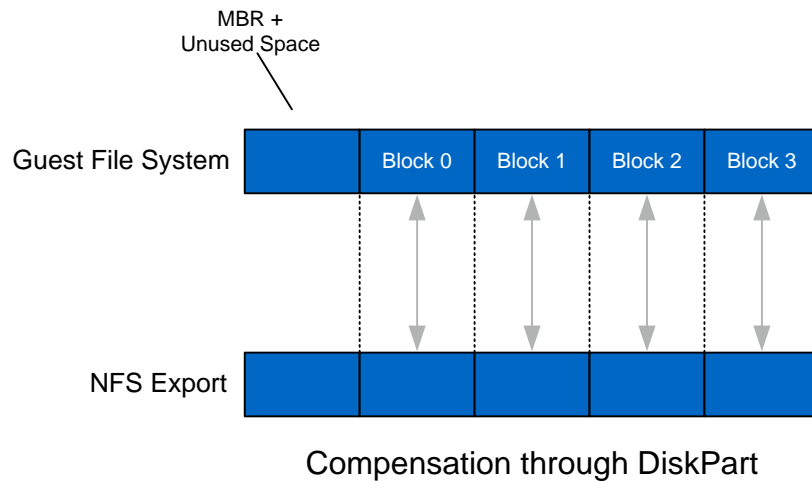 MBR +
Unused Space
Guest File System
Block 0
Block 1
Block 2
Block 3
NFS Export
Compensation through DiskPart